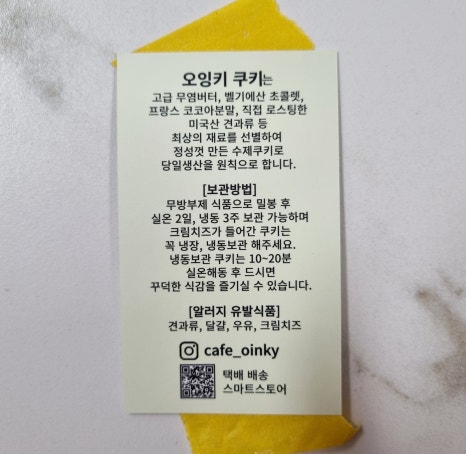 오잉키 쿠키는
고급 무염버터, 벨기에산 초콜렛,
프랑스 코코아분말, 직접 로스팅한
미국산 견과류 등
최상의 재료를 선별하여
정성껏 만든 수제쿠키로
당일생산을 원칙으로 합니다.
[보관방법]
무방부제 식품으로 밀봉 후
실온 2일, 냉동 3주 보관 가능하며
크림치즈가 들어간 쿠키는
꼭 냉장, 냉동보관 해주세요.
냉동보관 쿠키는 10~20분
실온해동 후 드시면
꾸덕한 식감을 즐기실 수 있습니다.
[알러지 유발식품]
견과류, 달걀, 우유, 크림치즈
cafe_oinky
택배 배송
스마트스토어